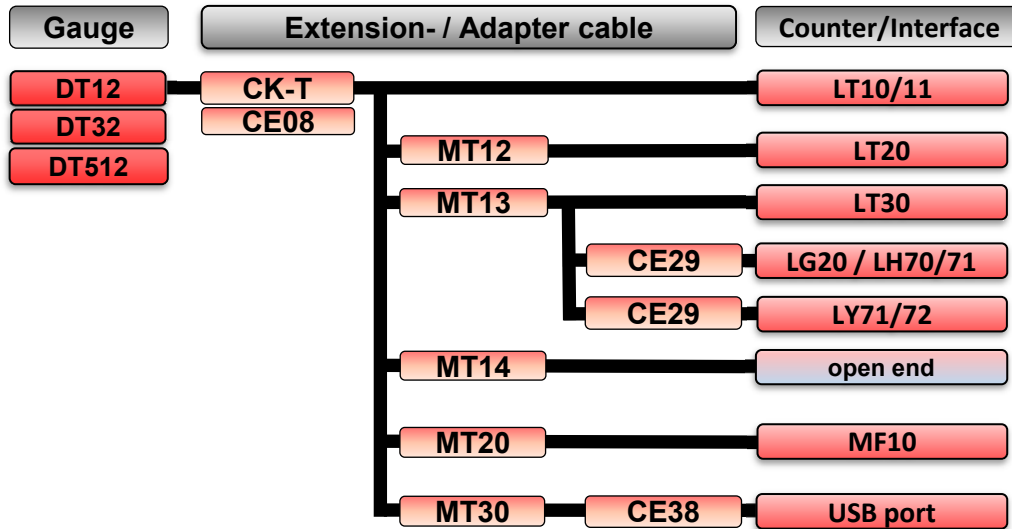 Gauge Extension- / Adapter cable Counter/Interface
DT12 CK-T LT10/11
DT32 CE08
DT512 MT12 LT20
MT13 LT30
CE29 LG20 / LH70/71
CE29 LY71/72
MT14 open end
MT20 MF10
MT30 CE38 USB port